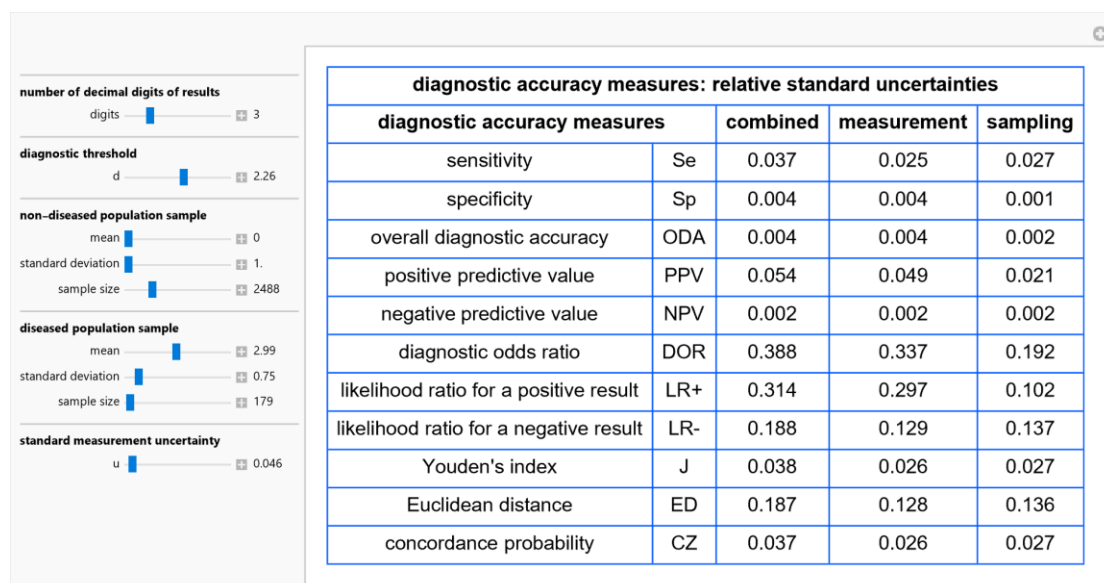 number of decimal digits of results
digits 3
diagnostic threshold
d 2.26
non-diseased population sample
mean 0
standard deviation 1.
sample size 2488
diseased population sample
mean 2.99
standard deviation 0.75
sample size 179
standard measurement uncertainty
u 0.046
diagnostic accuracy measures: relative standard uncertainties
diagnostic accuracy measures combined measurement sampling
sensitivity Se 0.037 0.025 0.027
specificity Sp 0.004 0.004 0.001
overall diagnostic accuracy ODA 0.004 0.004 0.002
positive predictive value PPV 0.054 0.049 0.021
negative predictive value NPV 0.002 0.002 0.002
diagnostic odds ratio DOR 0.388 0.337 0.192
likelihood ratio for a positive result LR+ 0.314 0.297 0.102
likelihood ratio for a negative result LR- 0.188 0.129 0.137
Youden's index J 0.038 0.026 0.027
Euclidean distance ED 0.187 0.128 0.136
concordance probability CZ 0.037 0.026 0.027